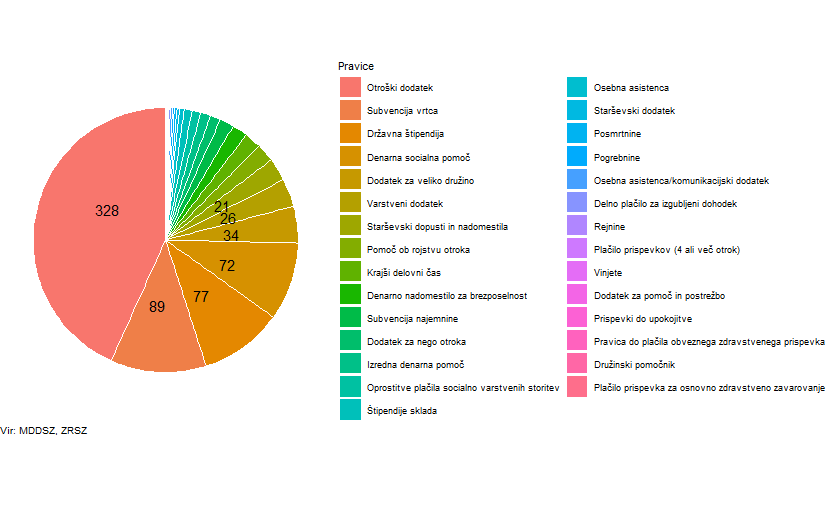 Pravice
Otroški dodatek
Subvencija vrtca
Državna štipendija
Denarna socialna pomoč
Dodatek za veliko družino
Varstveni dodatek
Starševski dopusti in nadomestila
Pomoč ob rojstvu otroka
Krajši delovni čas
Denarno nadomestilo za brezposelnost
Subvencija najemnine
Dodatek za nego otroka
Izredna denarna pomoč
Oprostitve plačila socialno varstvenih storitev
Štipendije sklada
Osebna asistenca
Starševski dodatek
Posmrtnine
Pogrebnine
Osebna asistenca/komunikacijski dodatek
Delno plačilo za izgubljeni dohodek
Rejnine
Plačilo prispevkov (4 ali več otrok)
Vinjete
Dodatek za pomoč in postrežbo
Prispevki do upokojitve
Pravica do plačila obveznega zdravstvenega prispevka
Družinski pomočnik
Plačilo prispevka za osnovno zdravstveno zavarovanje
328
89
77
72
34
26
21
Vir: MDDSZ, ZRSZ